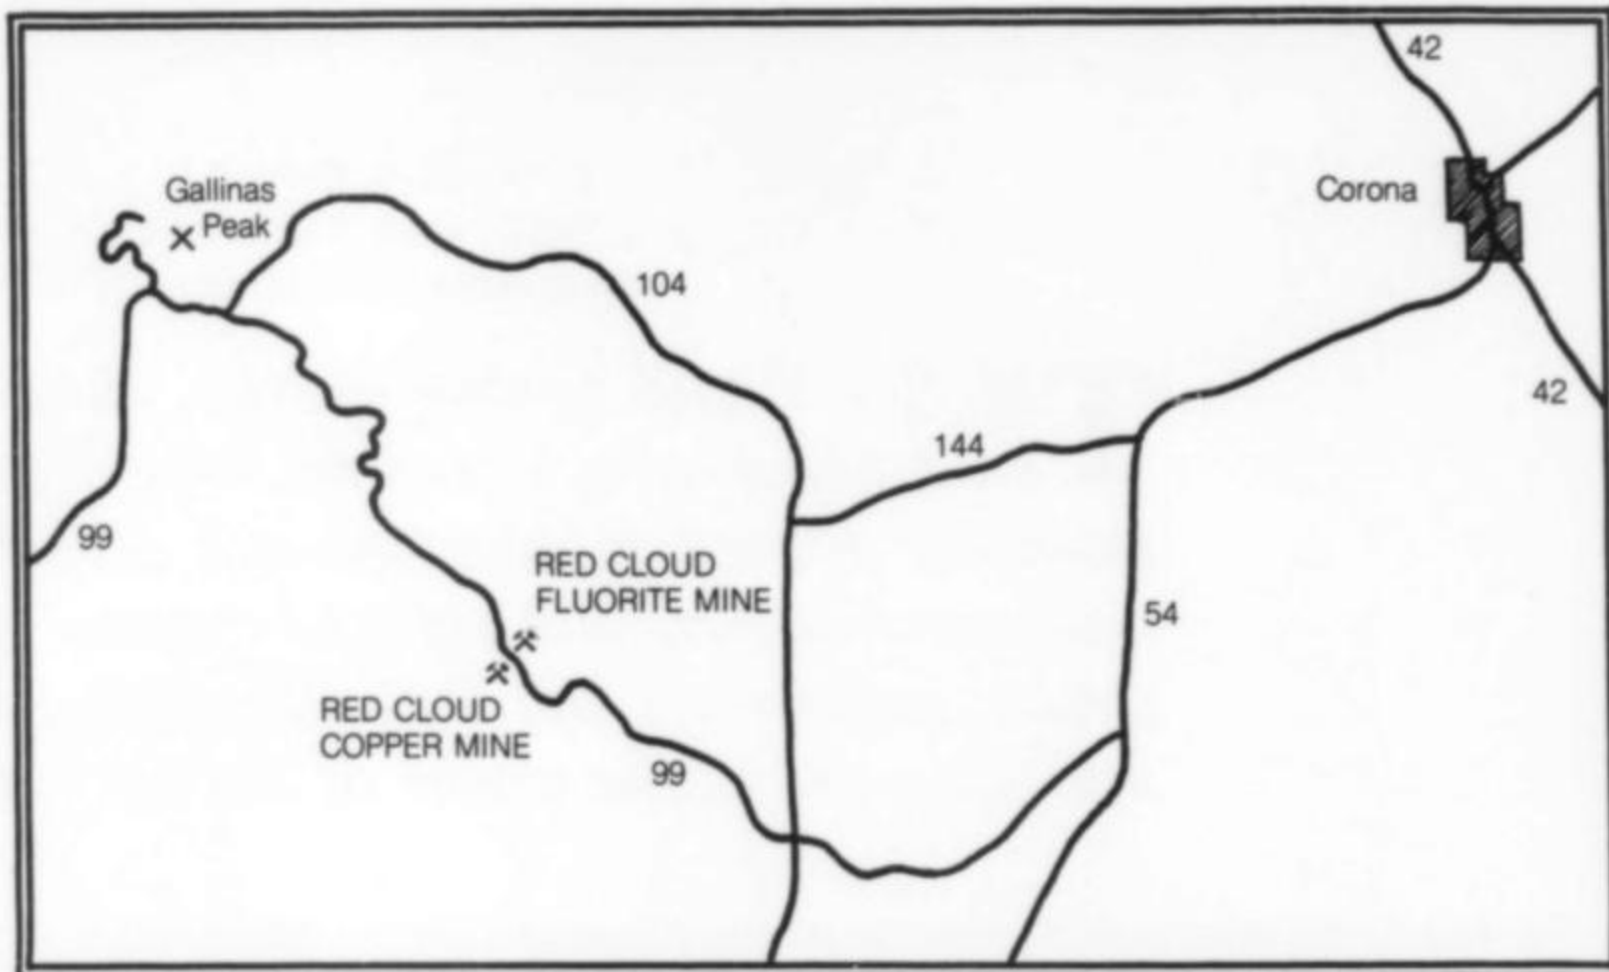 42
Gallinas
Peak
Corona
104
42
144
99
RED CLOUD
FLUORITE MINE
54
RED CLOUD
COPPER MINE
99